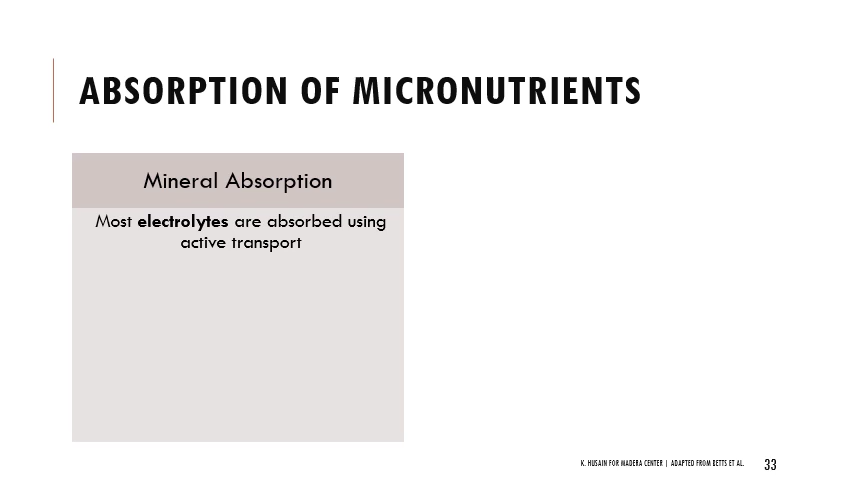 ABSORPTION OF MICRONUTRIENTS
Mineral Absorption
Most electrolytes are absorbed using
active transport
K. HUSAIN FOR MADERA CENTER | ADAPTED FROM BETTS ET AL. 33